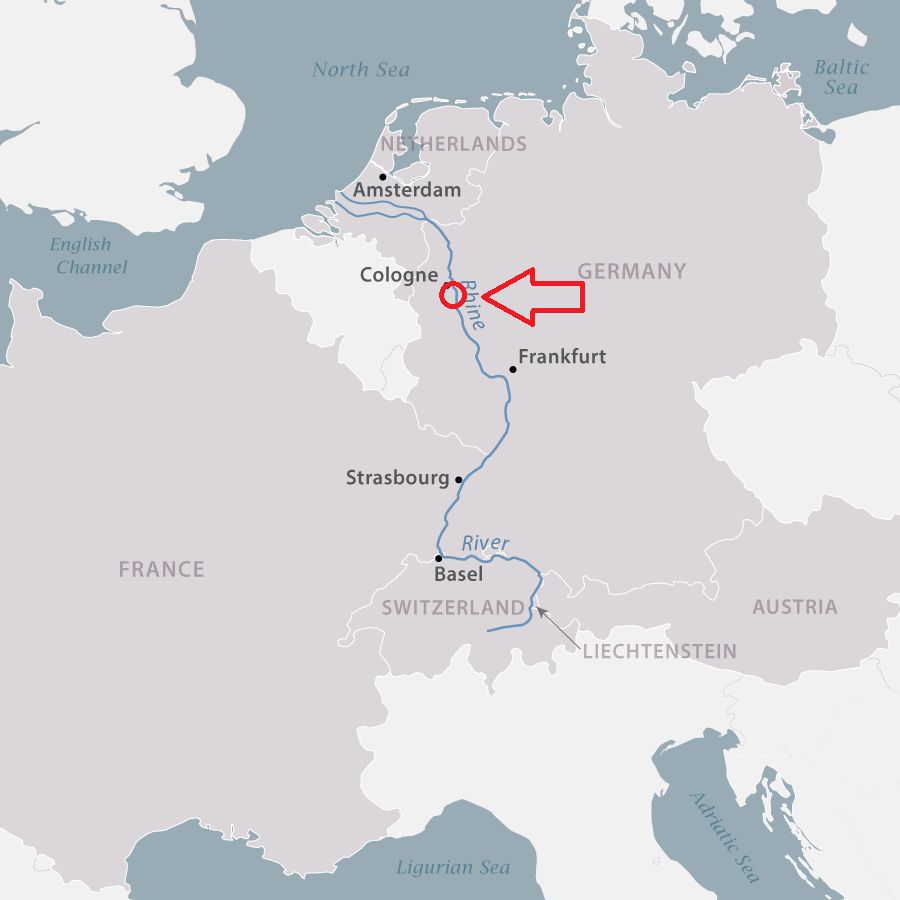 North Sea
Baltic
Sea
NETHERLANDS
Amsterdam
English
Channel
Cologne
GERMANY
Rhine
Frankfurt
Strasbourg
River
FRANCE
Basel
SWITZERLAND
AUSTRIA
LIECHTENSTEIN
Adriatic Sea
Ligurian Sea